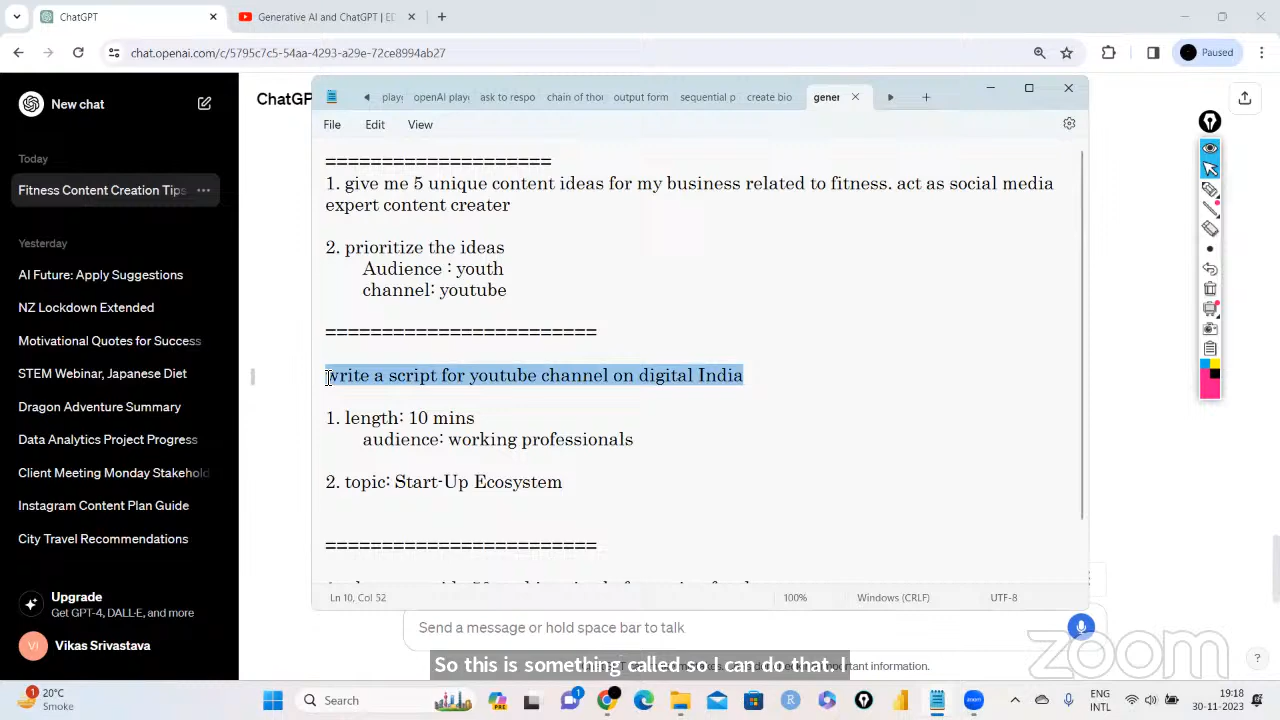 ChatGPT
Generative AI and ChatGPT | ED
chat.openai.com/c/5795c7c5-54aa-4293-a29e-72ce8994ab27
Paused
New chat
Today
Fitness Content Creation Tips
Yesterday
AI Future: Apply Suggestions
NZ Lockdown Extended
Motivational Quotes for Success
STEM Webinar, Japanese Diet
Dragon Adventure Summary
Data Analytics Project Progress
Client Meeting Monday Stakehold
Instagram Content Plan Guide
City Travel Recommendations
Upgrade
Get GPT-4, DALL·E, and more
VI Vikas Srivastava
ChatGP
play openAI play ask to respo chain of tho output form sequential p create bio gener
File Edit View
====================
1. give me 5 unique content ideas for my business related to fitness. act as social media
expert content creater
2. prioritize the ideas
Audience : youth
channel: youtube
========================
write a script for youtube channel on digital India
1. length: 10 mins
audience: working professionals
2. topic: Start-Up Ecosystem
========================
Ln 10, Col 52 100% Windows (CRLF) UTF-8
Send a message or hold space bar to talk
So this is something called so I can do that. I
important information.
zoom
?
20°C
Smoke
1
Search
1
ENG
INTL
19:18
30-11-2023